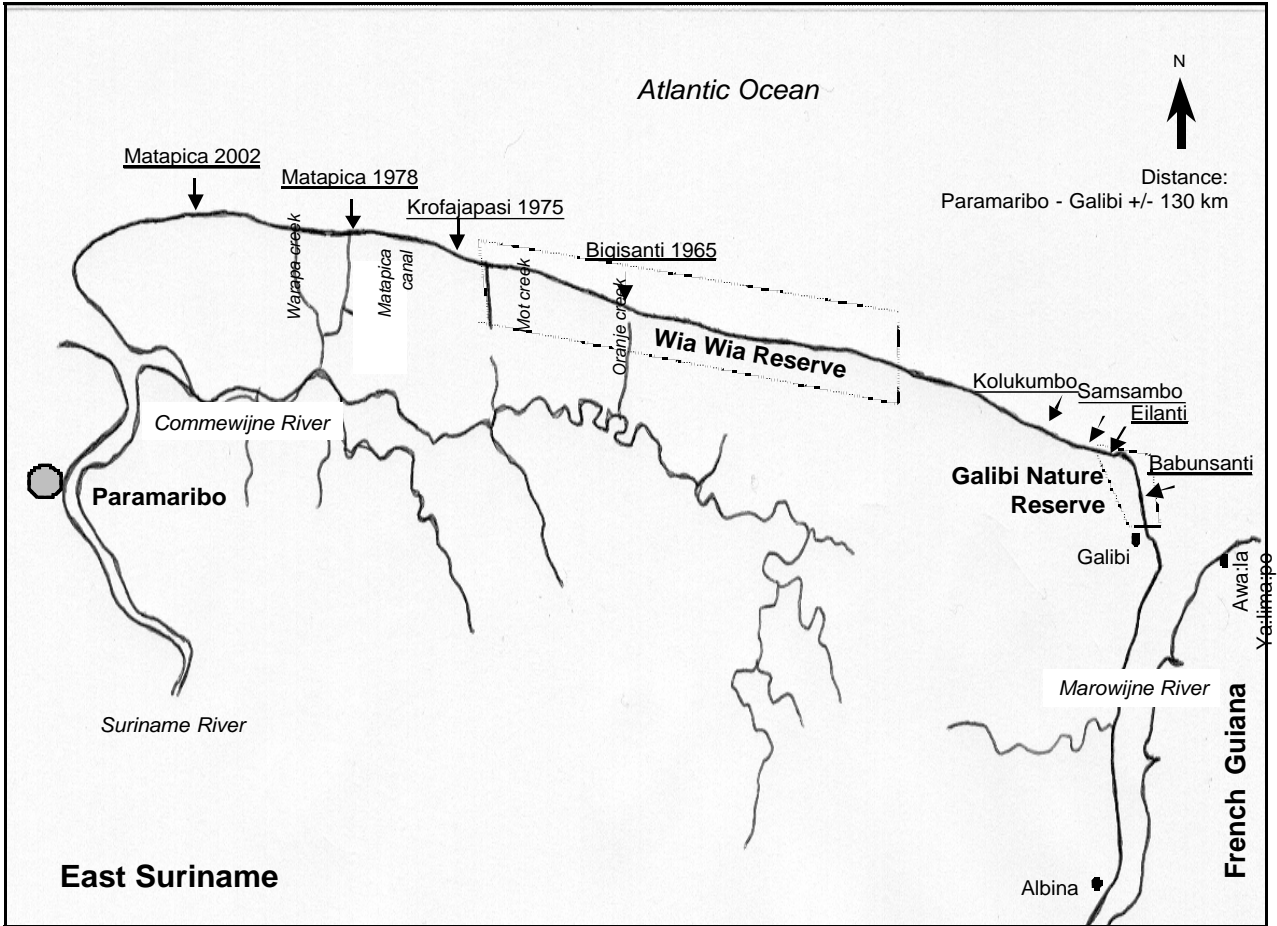 Atlantic Ocean
N
Distance:
Paramaribo - Galibi +/- 130 km
Matapica 2002
Matapica 1978
Krofajapasi 1975
Bigisanti 1965
Warapa creek
Matapica
canal
Mot creek
Oranje creek
Wia Wia Reserve
Kolukumbo
Samsambo
Eilanti
Babunsanti
Galibi Nature
Reserve
Galibi
Awa:la
Ya:lima:po
Commewijne River
Paramaribo
Suriname River
Marowijne River
French Guiana
East Suriname
Albina